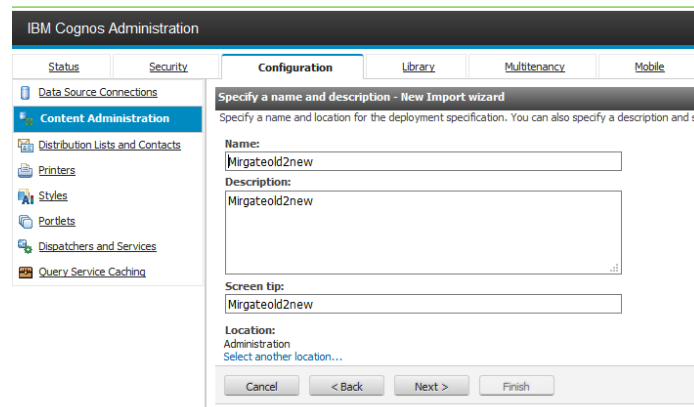 IBM Cognos Administration
Status Security Configuration Library Multitenancy Mobile
Data Source Connections
Content Administration
Distribution Lists and Contacts
Printers
Styles
Portlets
Dispatchers and Services
Query Service Caching
Specify a name and description - New Import wizard
Specify a name and location for the deployment specification. You can also specify a description and s
Name:
Mirgateold2new
Description:
Mirgateold2new
Screen tip:
Mirgateold2new
Location:
Administration
Select another location...
Cancel < Back Next > Finish